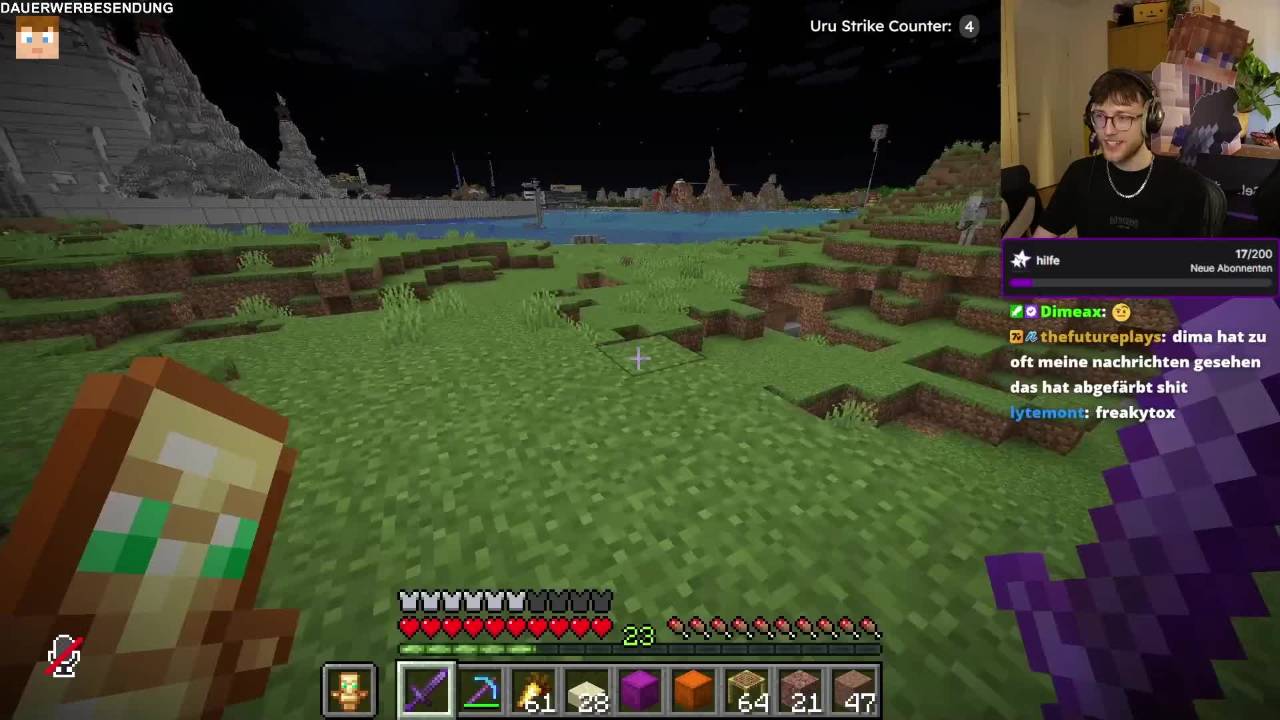 DAUERWERBESENDUNG
Uru Strike Counter: 4
hilfe
17/200
Neue Abonnenten
Dimeax: 🤨
thefutureplays: dima hat zu
oft meine nachrichten gesehen
das hat abgefärbt shit
lytemont: freakytox
23
61
28
64
21
47